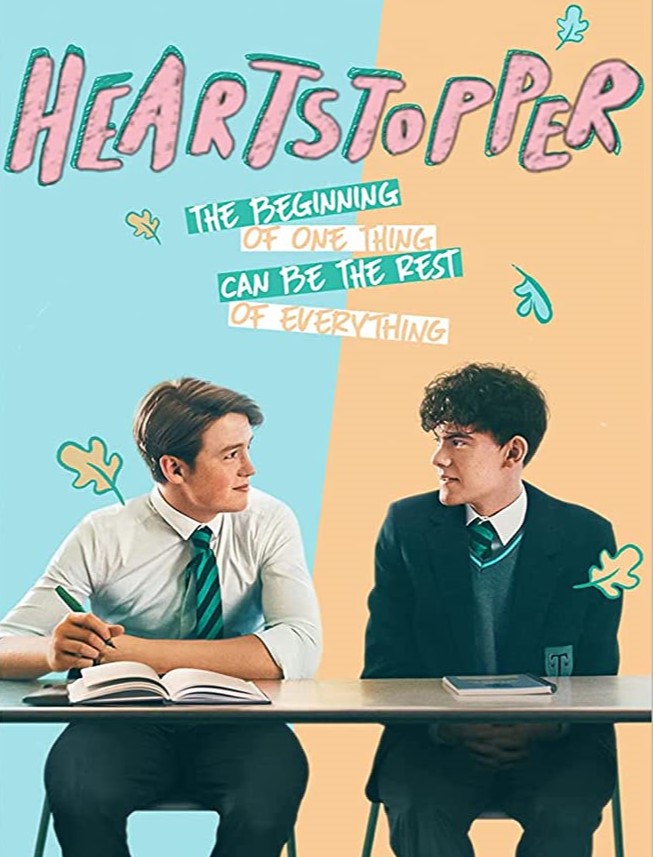 HEARTSTOPPER
THE BEGINNING
OF ONE THING
CAN BE THE REST
OF EVERYTHING
T